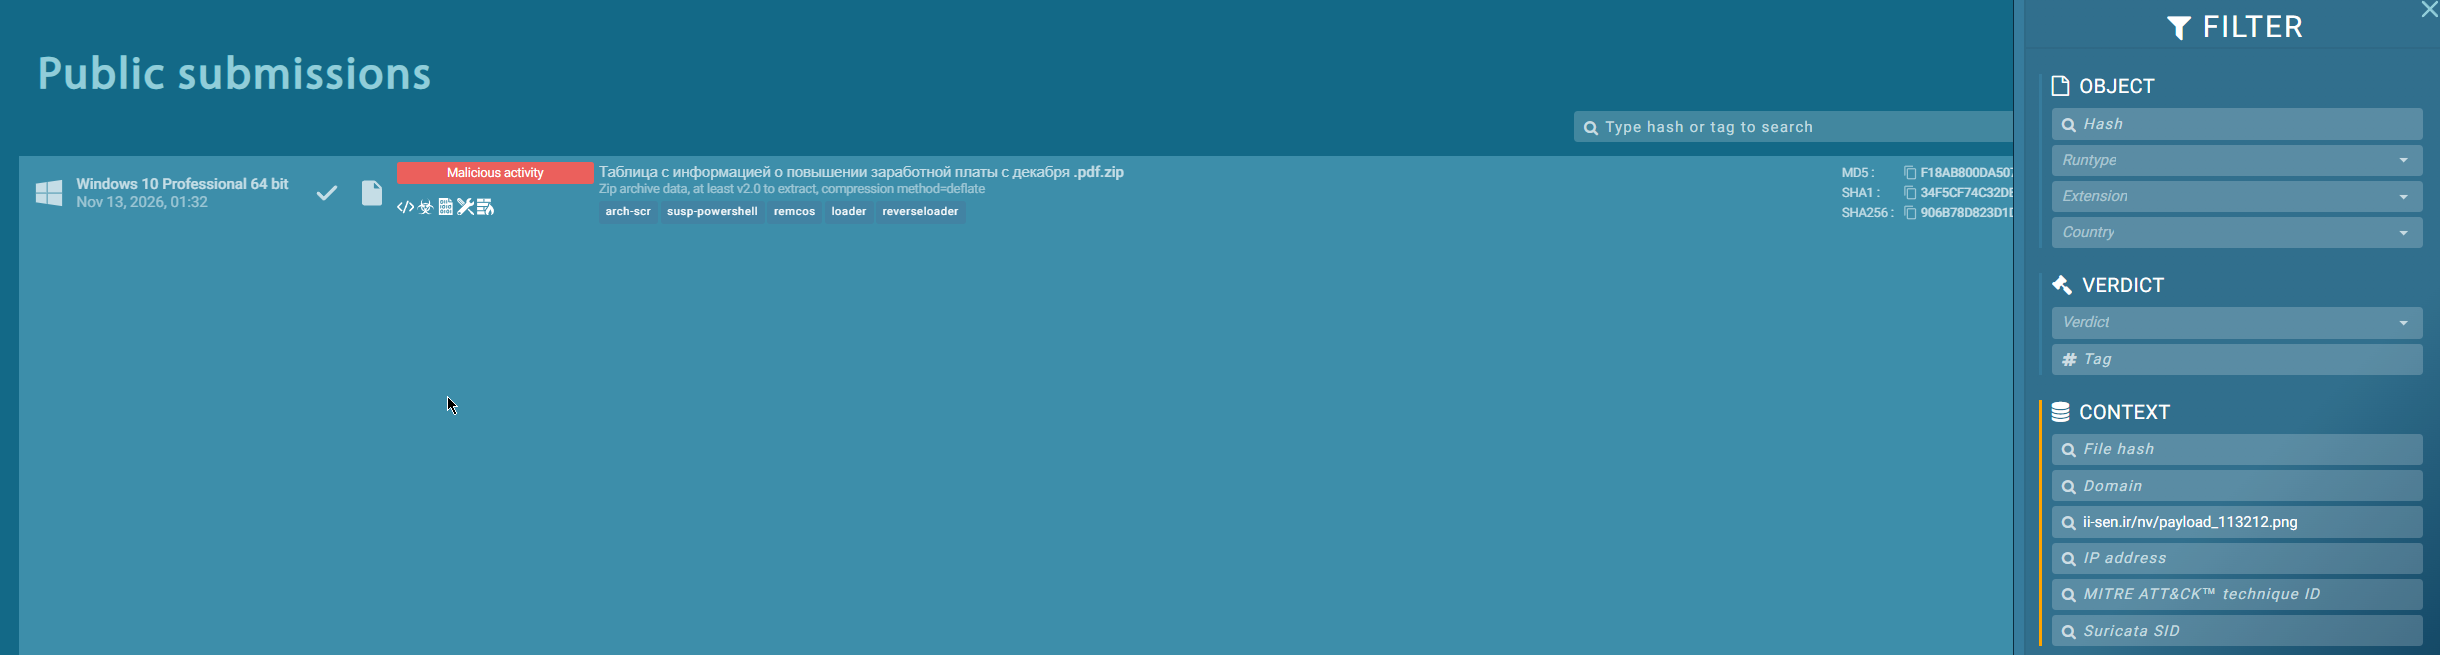 Public submissions
Type hash or tag to search
Windows 10 Professional 64 bit
Nov 13, 2026, 01:32
Malicious activity
Таблица с информацией о повышении заработной платы с декабря .pdf.zip
Zip archive data, at least v2.0 to extract, compression method=deflate
arch-scr susp-powershell remcos loader reverseloader
MD5 : F18AB800DA507
SHA1 : 34F5CF74C32DE
SHA256 : 906B78D823D1D
FILTER
OBJECT
Hash
Runtype
Extension
Country
VERDICT
Verdict
# Tag
CONTEXT
File hash
Domain
ii-sen.ir/nv/payload_113212.png
IP address
MITRE ATT&CK™ technique ID
Suricata SID